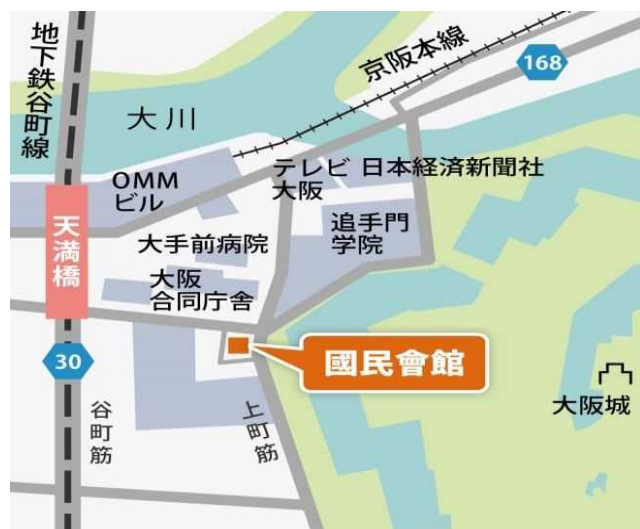 地下鉄谷町線
京阪本線
168
大川
OMM
ビル
テレビ
大阪
日本経済新聞社
追手門
学院
天満橋
大手前病院
大阪
合同庁舎
30
國民會館
大阪城
谷町筋
上町筋